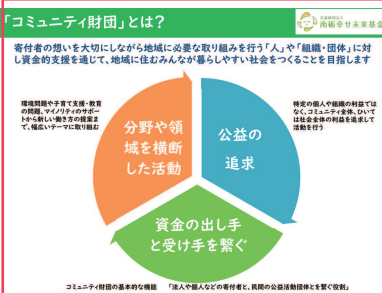 「コミュニティ財団」とは?
公益財団法人
南砺幸せ未来基金
寄付者の想いを大切にしながら地域に必要な取り組みを行う「人」や「組織・団体」に対
し資金的支援を通じて、地域に住むみんなが暮らしやすい社会をつくることを目指します
環境問題や子育て支援・教育
の問題、マイノリティのサポー
トから新しい働き方の提案ま
で、幅広いテーマに取り組む
分野や領
域を横断
した活動
公益の
追求
特定の個人や組織の利益では
なく、コミュニティ全体、ひいて
は社会全体の利益を追求して
活動を行う
資金の出し手
と受け手を繋ぐ
コミュニティ財団の基本的な機能 「法人や個人などの寄付者と、民間の公益活動団体とを繋ぐ役割」